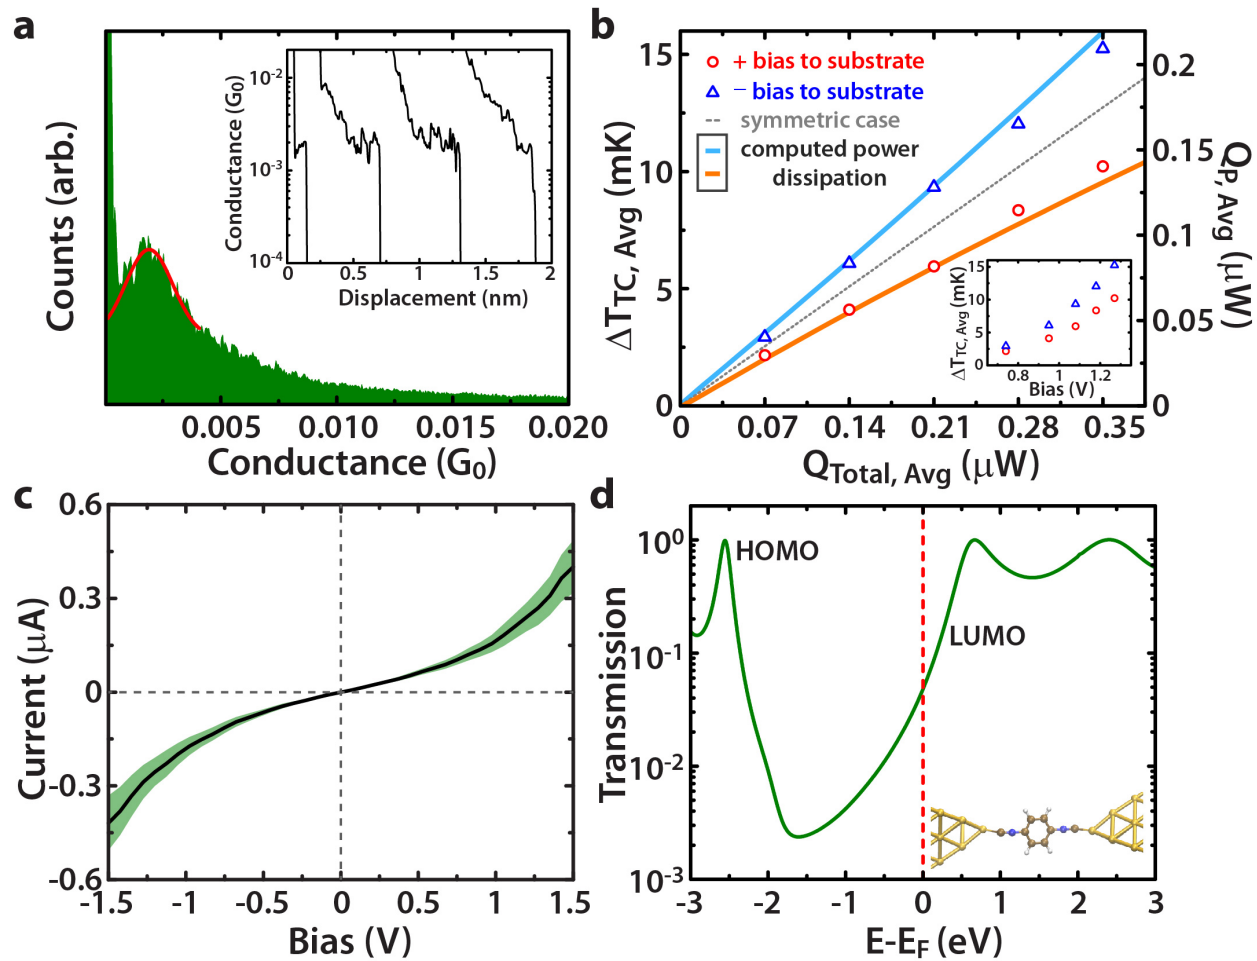 a
Counts (arb.)
Conductance (G0)
0.005
0.010
0.015
0.020
Conductance (G0)
10-2
10-3
10-4
0
0.5
1
1.5
2
Displacement (nm)
b
ΔTTC, Avg (mK)
15
10
5
0
+ bias to substrate
− bias to substrate
symmetric case
computed power
dissipation
0
0.07
0.14
0.21
0.28
0.35
QTotal, Avg (μW)
0.2
0.15
0.1
0.05
0
QP, Avg (μW)
ΔTTC, Avg (mK)
15
10
5
0
0.8
1
1.2
Bias (V)
c
Current (μA)
0.6
0.3
0
-0.3
-0.6
-1.5
-1
-0.5
0
0.5
1
1.5
Bias (V)
d
Transmission
100
10-1
10-2
10-3
HOMO
LUMO
-3
-2
-1
0
1
2
3
E-EF (eV)